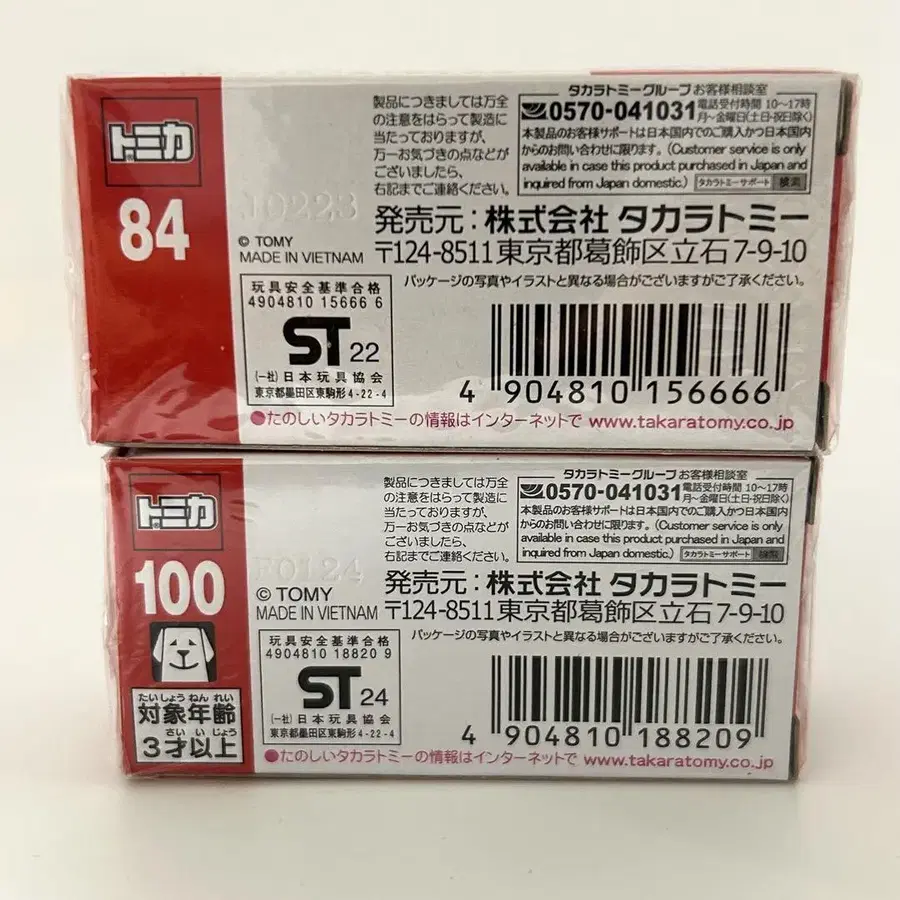 トミカ
84
製品につきましては万全
の注意をはらって製造に
当たっておりますが、
万一お気づきの点などが
ございましたら、
右記までご連絡ください。
タカラトミーグループお客様相談室
0570-041031 電話受付時間 10～17時
月～金曜日(土・日・祝日除く)
本製品のお客様サポートは日本国内でのご購入かつ日本国内
からのお問い合わせに限ります。(Customer service is only
available in case this product purchased in Japan and
inquired from Japan domestic.) タカラトミーサポート 検索
J0223
© TOMY
MADE IN VIETNAM
発売元：株式会社 タカラトミー
〒124-8511 東京都葛飾区立石7-9-10
パッケージの写真やイラストと異なる場合がございますがご了承ください。
玩具安全基準合格
4904810 15666 6
ST 22
(一社)日本玩具協会
東京都墨田区東駒形4-22-4
4 904810 156666
●たのしいタカラトミーの情報はインターネットで www.takaratomy.co.jp
トミカ
100
たいしょうねんれい
対象年齢
さいいじょう
3才以上
製品につきましては万全
の注意をはらって製造に
当たっておりますが、
万一お気づきの点などが
ございましたら、
右記までご連絡ください。
タカラトミーグループお客様相談室
0570-041031 電話受付時間 10～17時
月～金曜日(土・日・祝日除く)
本製品のお客様サポートは日本国内でのご購入かつ日本国内
からのお問い合わせに限ります。(Customer service is only
available in case this product purchased in Japan and
inquired from Japan domestic.) タカラトミーサポート 検索
F0124
© TOMY
MADE IN VIETNAM
発売元：株式会社 タカラトミー
〒124-8511 東京都葛飾区立石7-9-10
パッケージの写真やイラストと異なる場合がございますがご了承ください。
玩具安全基準合格
4904810 18820 9
ST 24
(一社)日本玩具協会
東京都墨田区東駒形4-22-4
4 904810 188209
●たのしいタカラトミーの情報はインターネットで www.takaratomy.co.jp